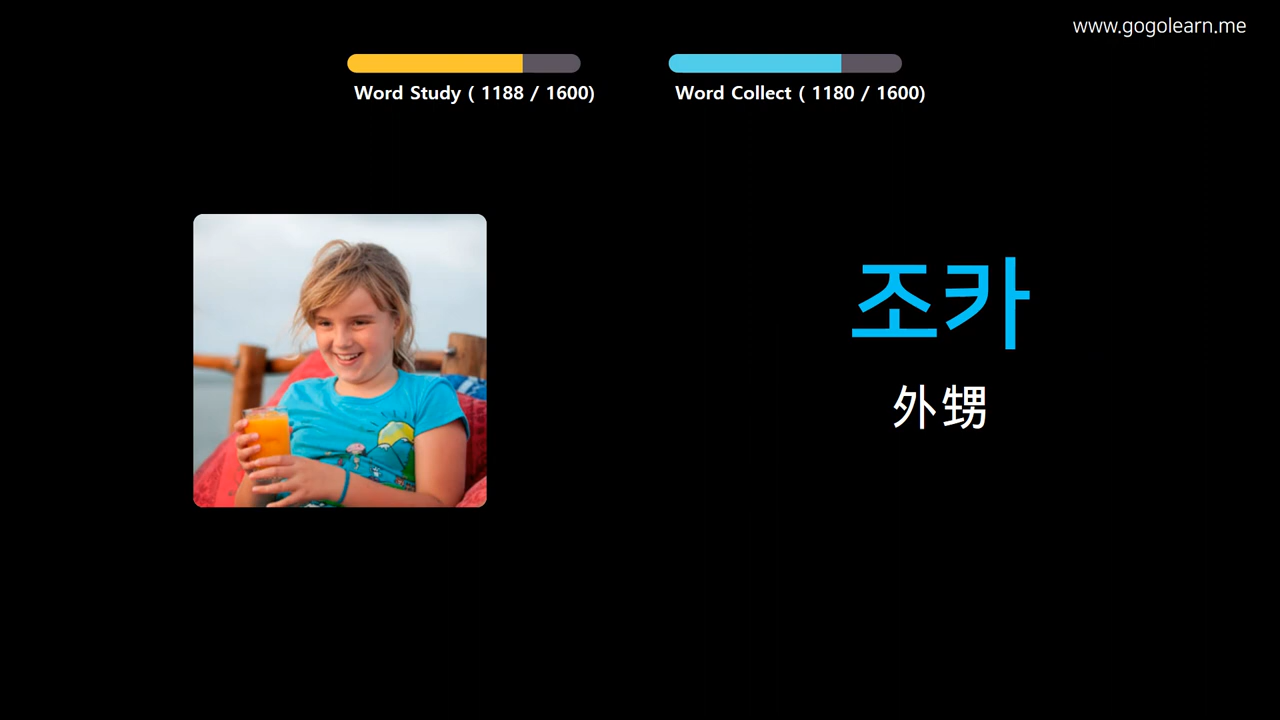 www.gogolearn.me
Word Study ( 1188 / 1600)
Word Collect ( 1180 / 1600)
조카
外甥